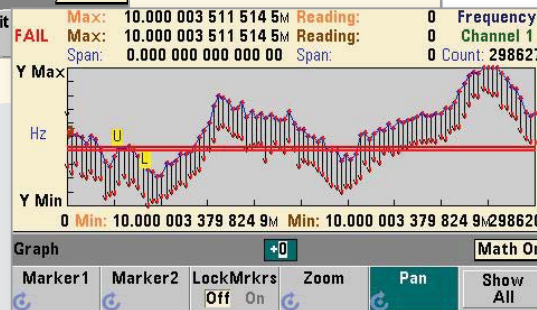 it
Max: 10.000 003 511 514 5M Reading: 0 Frequency
FAIL Max: 10.000 003 511 514 5M Reading: 0 Channel 1
Span: 0.000 000 000 000 00 Span: 0 Count: 298627
Y Max
U
Hz
L
Y Min
0 Min: 10.000 003 379 824 9M Min: 10.000 003 379 824 9M 298620
Graph +0 Math On
Marker1 Marker2 LockMrkrs Zoom Pan Show All
Off On